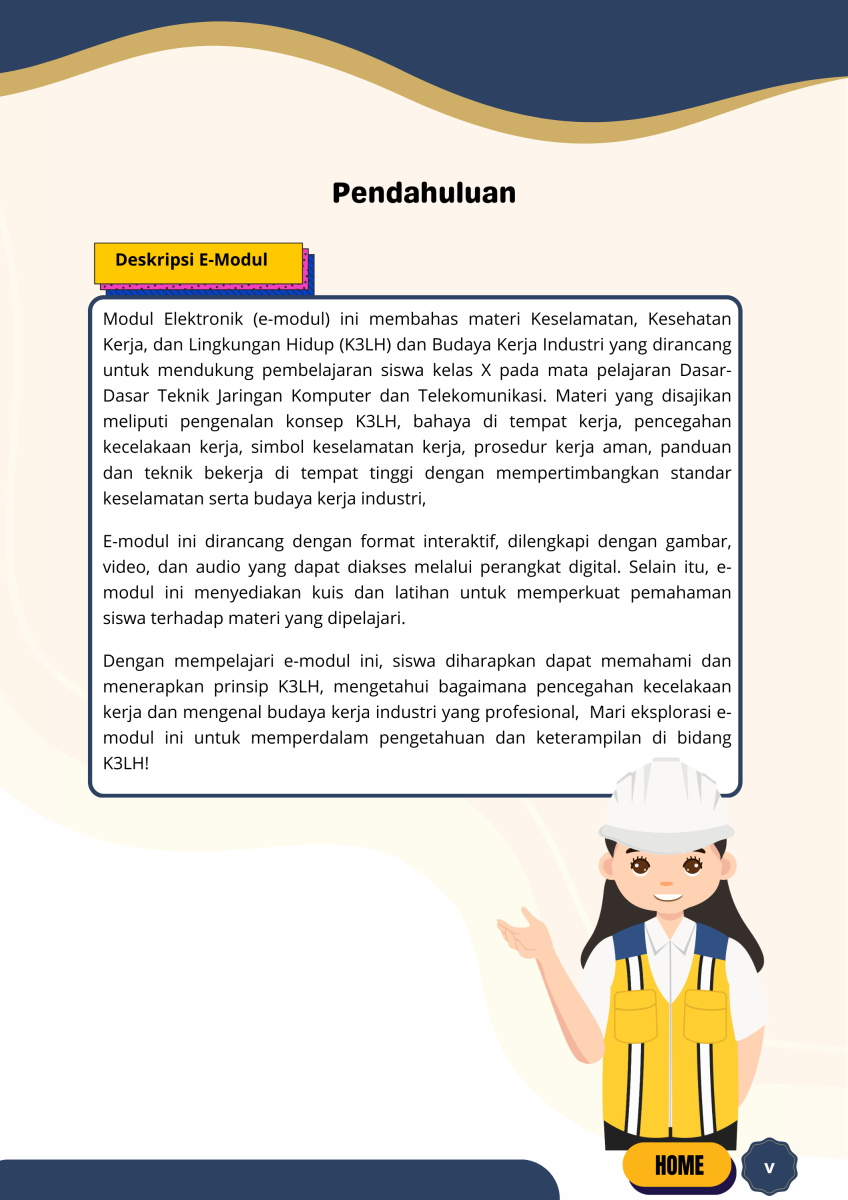 Pendahuluan
Deskripsi E-Modul
Modul Elektronik (e-modul) ini membahas materi Keselamatan, Kesehatan
Kerja, dan Lingkungan Hidup (K3LH) dan Budaya Kerja Industri yang dirancang
untuk mendukung pembelajaran siswa kelas X pada mata pelajaran Dasar-
Dasar Teknik Jaringan Komputer dan Telekomunikasi. Materi yang disajikan
meliputi pengenalan konsep K3LH, bahaya di tempat kerja, pencegahan
kecelakaan kerja, simbol keselamatan kerja, prosedur kerja aman, panduan
dan teknik bekerja di tempat tinggi dengan mempertimbangkan standar
keselamatan serta budaya kerja industri,
E-modul ini dirancang dengan format interaktif, dilengkapi dengan gambar,
video, dan audio yang dapat diakses melalui perangkat digital. Selain itu, e-
modul ini menyediakan kuis dan latihan untuk memperkuat pemahaman
siswa terhadap materi yang dipelajari.
Dengan mempelajari e-modul ini, siswa diharapkan dapat memahami dan
menerapkan prinsip K3LH, mengetahui bagaimana pencegahan kecelakaan
kerja dan mengenal budaya kerja industri yang profesional, Mari eksplorasi e-
modul ini untuk memperdalam pengetahuan dan keterampilan di bidang
K3LH!
HOME
v